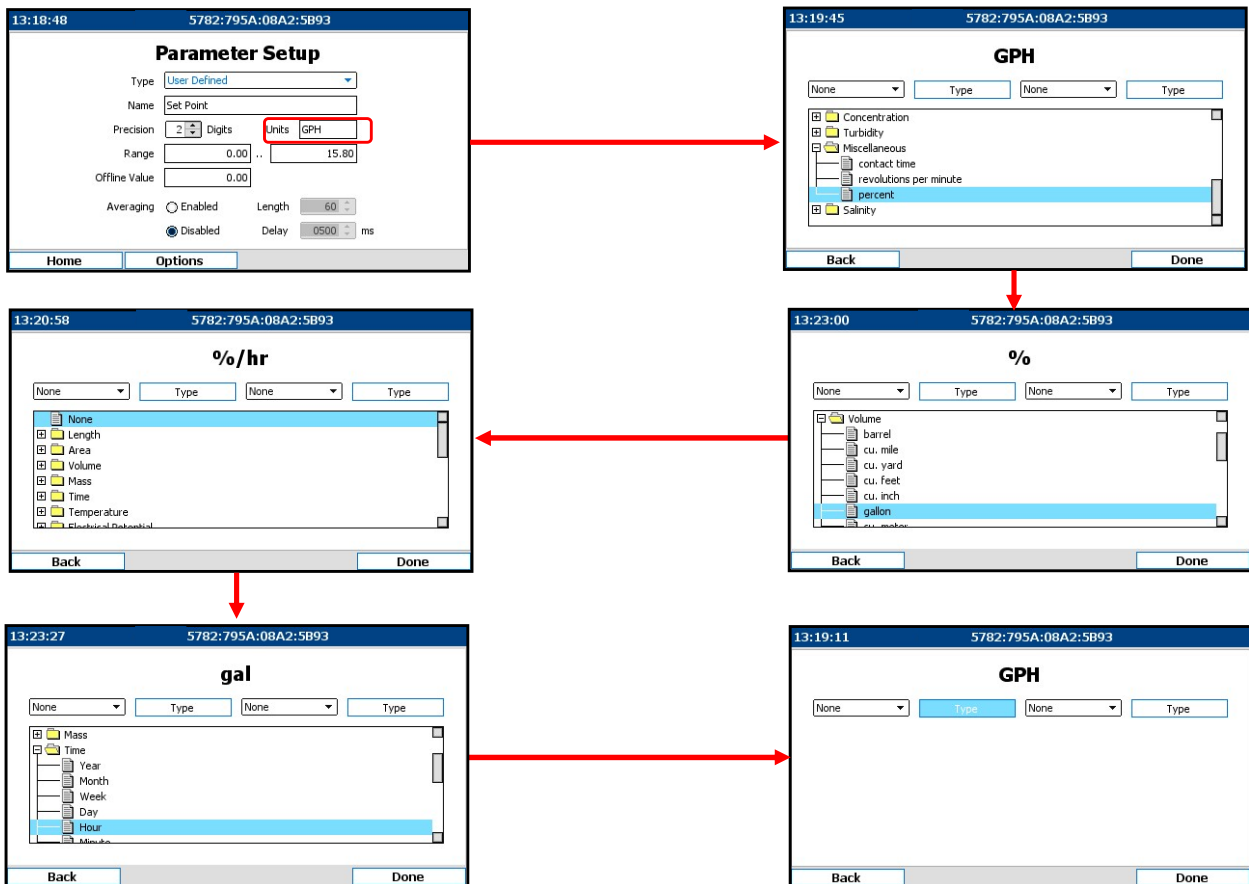 13:18:48 5782:795A:08A2:5B93
Parameter Setup
Type User Defined
Name Set Point
Precision 2 Digits Units GPH
Range 0.00 .. 15.80
Offline Value 0.00
Averaging Enabled Length 60
Disabled Delay 0500 ms
Home Options
13:19:45 5782:795A:08A2:5B93
GPH
None Type None Type
Concentration
Turbidity
Miscellaneous
contact time
revolutions per minute
percent
Salinity
Back Done
13:20:58 5782:795A:08A2:5B93
%/hr
None Type None Type
None
Length
Area
Volume
Mass
Time
Temperature
Electrical Potential
Back Done
13:23:00 5782:795A:08A2:5B93
%
None Type None Type
Volume
barrel
cu. mile
cu. yard
cu. feet
cu. inch
gallon
cu. meter
Back Done
13:23:27 5782:795A:08A2:5B93
gal
None Type None Type
Mass
Time
Year
Month
Week
Day
Hour
Minute
Back Done
13:19:11 5782:795A:08A2:5B93
GPH
None Type None Type
Back Done